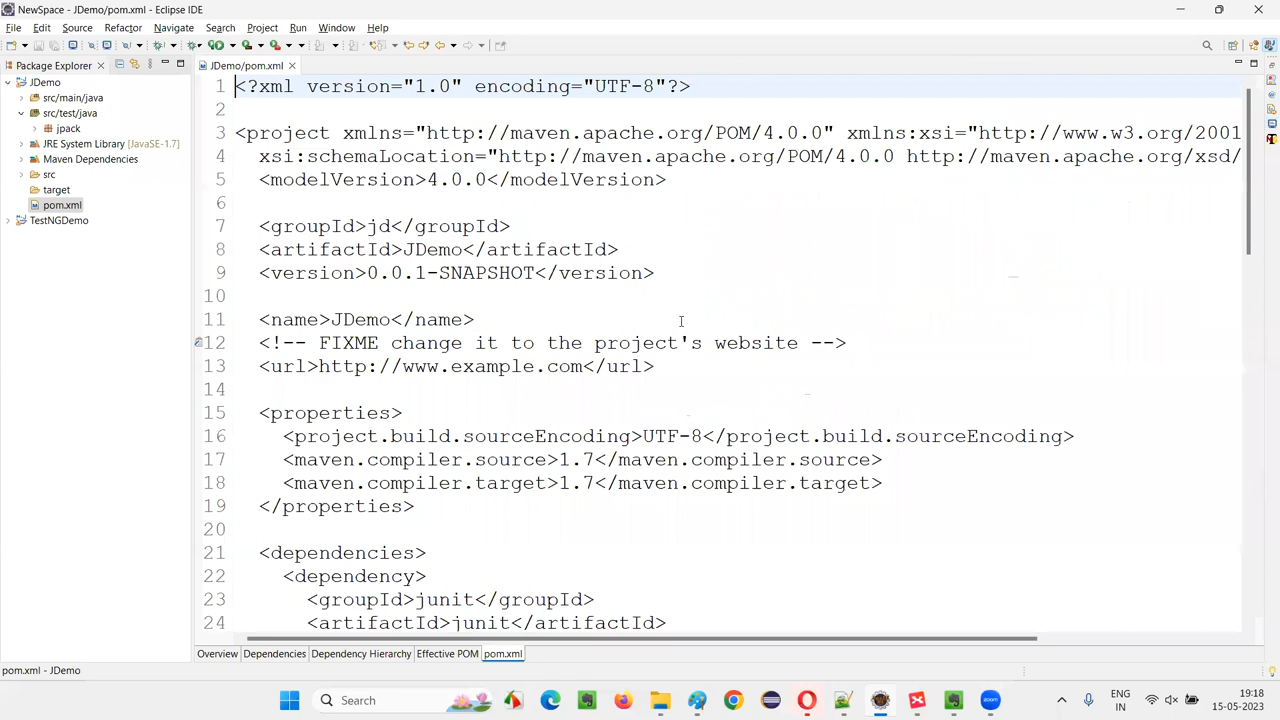 NewSpace - JDemo/pom.xml - Eclipse IDE
File Edit Source Refactor Navigate Search Project Run Window Help
Package Explorer
JDemo/pom.xml
JDemo
src/main/java
src/test/java
jpack
JRE System Library [JavaSE-1.7]
Maven Dependencies
src
target
pom.xml
TestNGDemo
1 <?xml version="1.0" encoding="UTF-8"?>
2
3 <project xmlns="http://maven.apache.org/POM/4.0.0" xmlns:xsi="http://www.w3.org/2001
4 xsi:schemaLocation="http://maven.apache.org/POM/4.0.0 http://maven.apache.org/xsd/
5 <modelVersion>4.0.0</modelVersion>
6
7 <groupId>jd</groupId>
8 <artifactId>JDemo</artifactId>
9 <version>0.0.1-SNAPSHOT</version>
10
11 <name>JDemo</name>
12 <!-- FIXME change it to the project's website -->
13 <url>http://www.example.com</url>
14
15 <properties>
16 <project.build.sourceEncoding>UTF-8</project.build.sourceEncoding>
17 <maven.compiler.source>1.7</maven.compiler.source>
18 <maven.compiler.target>1.7</maven.compiler.target>
19 </properties>
20
21 <dependencies>
22 <dependency>
23 <groupId>junit</groupId>
24 <artifactId>junit</artifactId>
Overview Dependencies Dependency Hierarchy Effective POM pom.xml
pom.xml - JDemo
Search
ENG
IN
19:18
15-05-2023